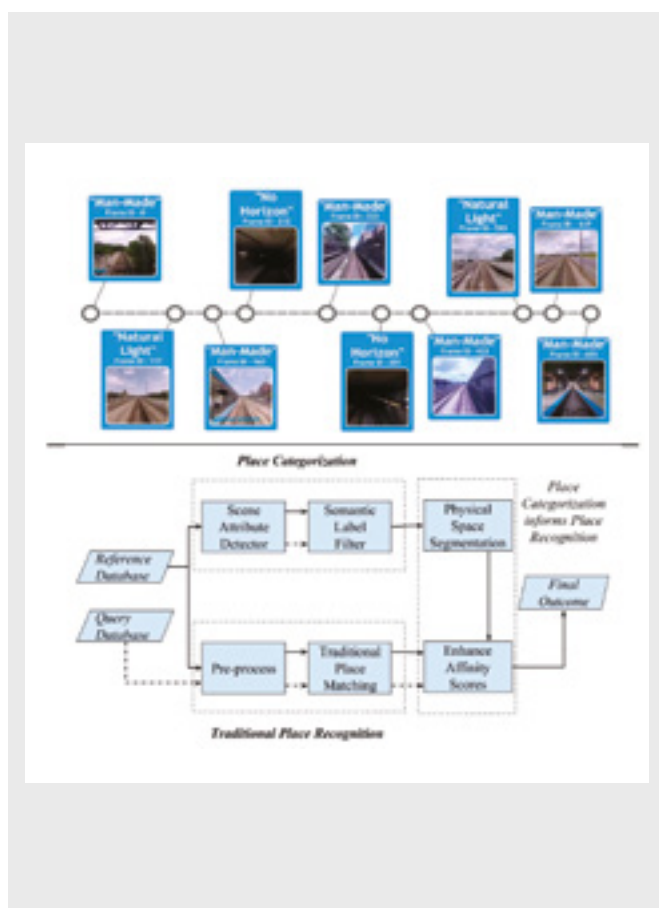 "Man-Made"
"No
Horizon"
"Man-Made"
"Natural
Light"
"Man-Made"
"Natural
Light"
"Man-Made"
"No
Horizon"
"Man-Made"
"Man-Made"
Place Categorization
Place
Categorization
informs Place
Recognition
Scene
Attribute
Detector
Semantic
Label
Filter
Physical
Space
Segmentation
Reference
Database
Final
Outcome
Query
Database
Pre-process
Traditional
Place
Matching
Enhance
Affinity
Scores
Traditional Place Recognition